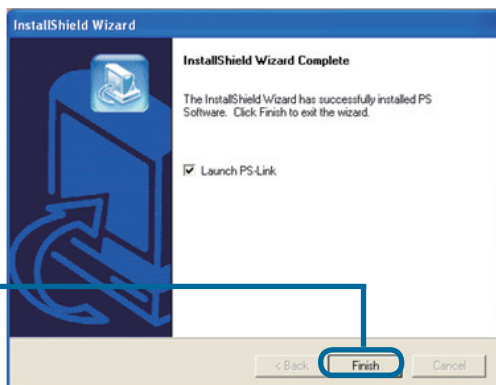 InstallShield Wizard
InstallShield Wizard Complete
The InstallShield Wizard has successfully installed PS
Software. Click Finish to exit the wizard.
Launch PS-Link
< Back
Finish
Cancel